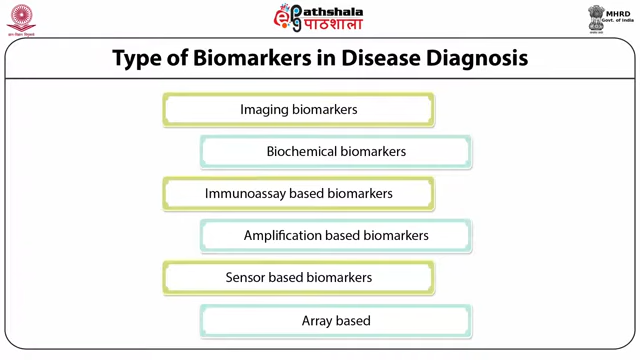 ePathshala
पाठशाला
MHRD
Govt. of India
Type of Biomarkers in Disease Diagnosis
Imaging biomarkers
Biochemical biomarkers
Immunoassay based biomarkers
Amplification based biomarkers
Sensor based biomarkers
Array based